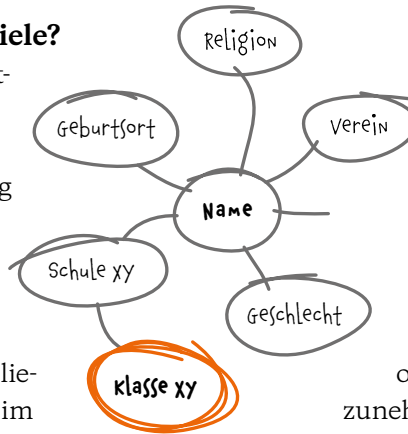 iele?
t-
g
Religion
Geburtsort
Verein
Name
Schule xy
Geschlecht
Klasse xy
lie-
im
o
zuneh